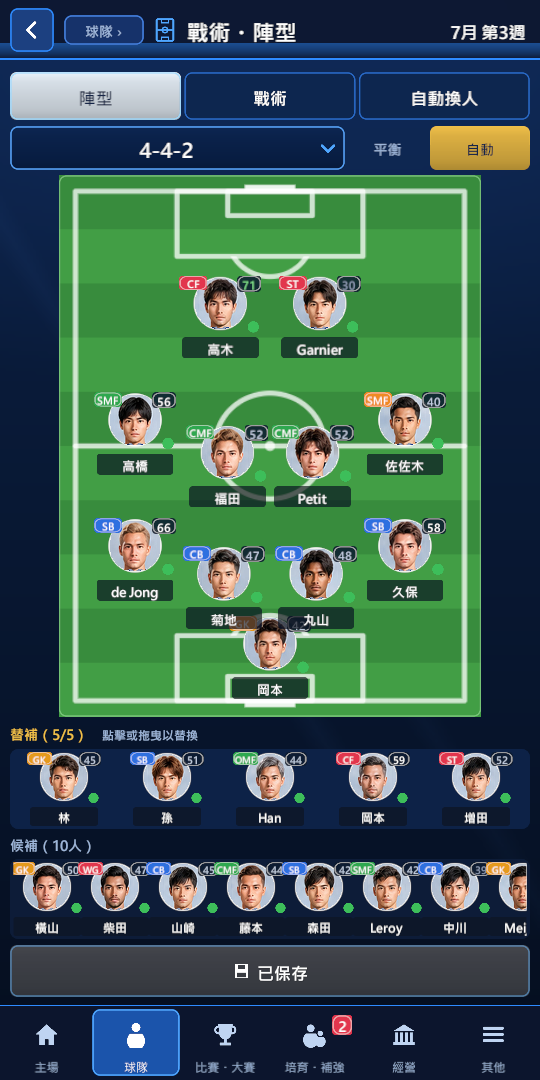 球隊 ›
戰術・陣型
7月 第3週
陣型
戰術
自動換人
4-4-2
平衡
自動
CF 71
高木
ST 30
Garnier
SMF 56
高橋
CMF 52
福田
CMF 52
Petit
SMF 40
佐佐木
SB 66
de Jong
CB 47
菊地
CB 48
丸山
SB 58
久保
GK
岡本
替補 ( 5/5 ) 點擊或拖曳以替換
GK 45
林
SB 51
孫
OMF 44
Han
CF 59
岡本
ST 52
增田
候補 ( 10人 )
GK 50
橫山
WG 47
柴田
CB 45
山崎
CMF 44
藤本
SB 42
森田
SMF 42
Leroy
CB 39
中川
GK
Mei
已保存
主場
球隊
比賽・大賽
2
培育・補強
經營
其他